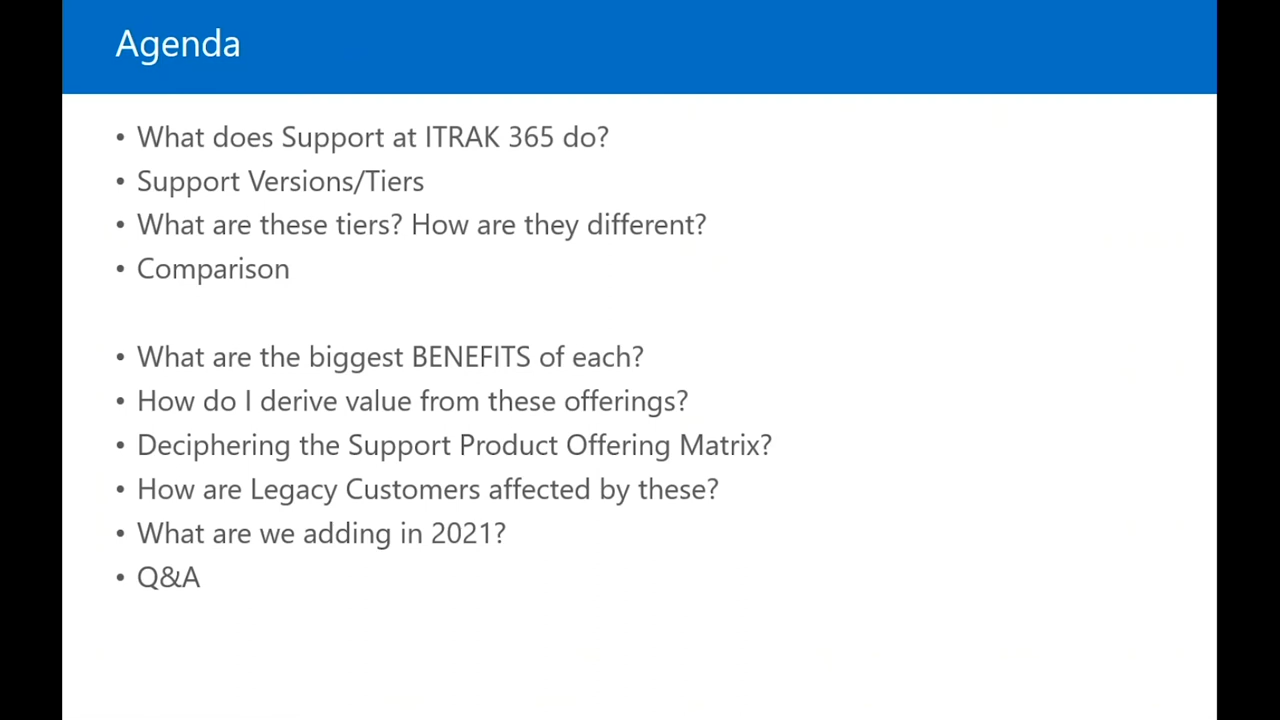 Agenda
• What does Support at ITRAK 365 do?
• Support Versions/Tiers
• What are these tiers? How are they different?
• Comparison
• What are the biggest BENEFITS of each?
• How do I derive value from these offerings?
• Deciphering the Support Product Offering Matrix?
• How are Legacy Customers affected by these?
• What are we adding in 2021?
• Q&A